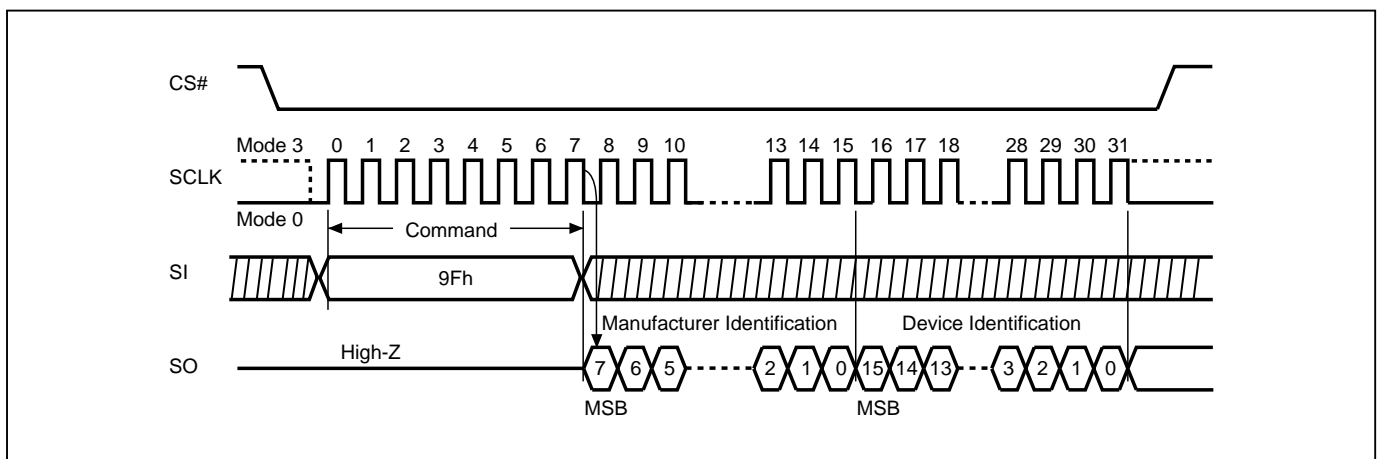 CS#
Mode 3 0 1 2 3 4 5 6 7 8 9 10 13 14 15 16 17 18 28 29 30 31
SCLK
Mode 0
Command
SI
9Fh
Manufacturer Identification Device Identification
High-Z
SO
7 6 5 2 1 0 15 14 13 3 2 1 0
MSB MSB